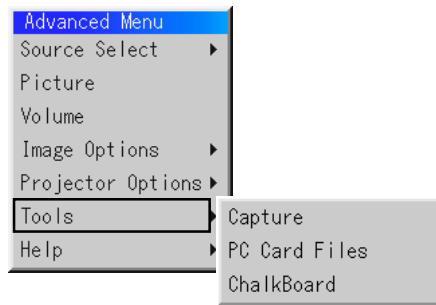 Advanced Menu
Source Select
Picture
Volume
Image Options
Projector Options
Tools
Help
Capture
PC Card Files
ChalkBoard